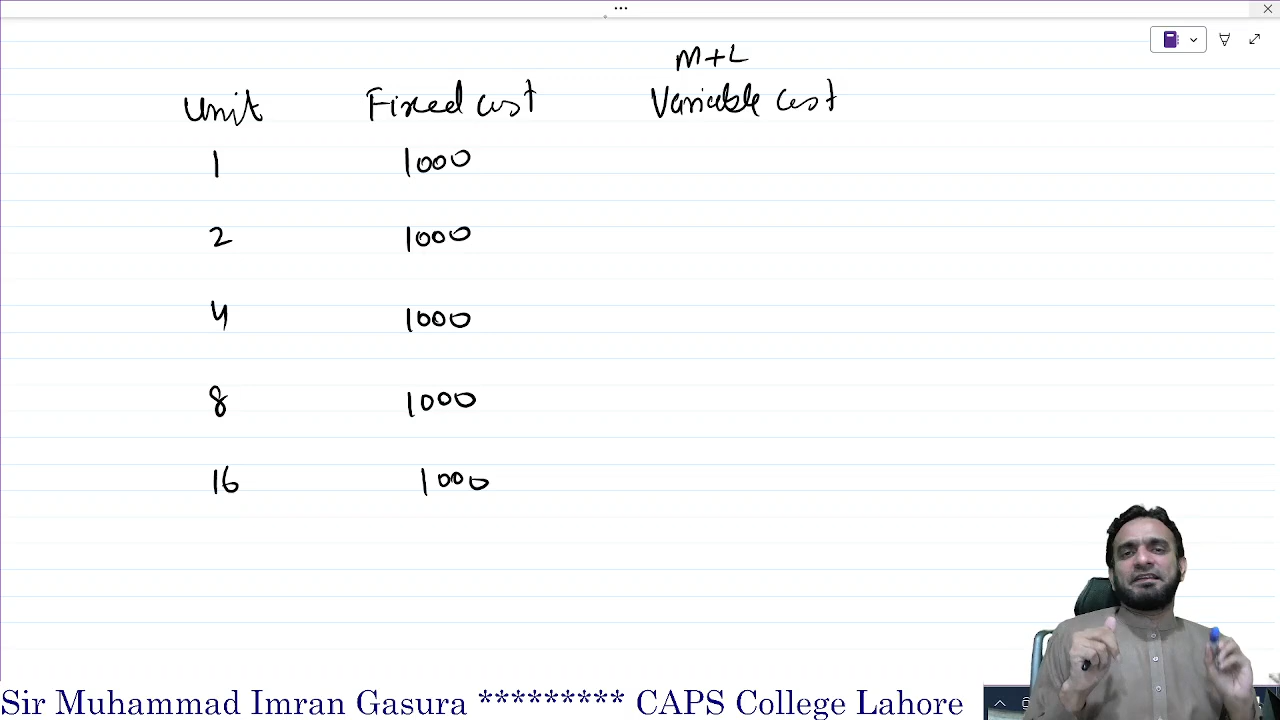 M+L
Unit Fixed cost Variable cost
1 1000
2 1000
4 1000
8 1000
16 1000
Sir Muhammad Imran Gasura ********* CAPS College Lahore